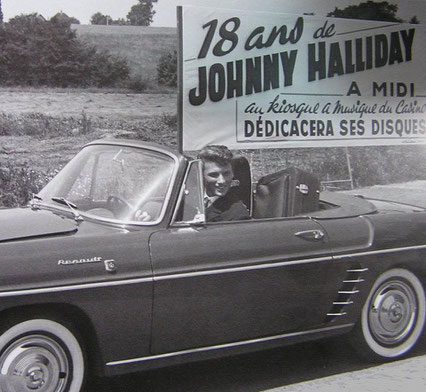 18 ans de
JOHNNY HALLIDAY
A MIDI
au kiosque a musique du Casino
DÉDICACERA SES DISQUES
Renault